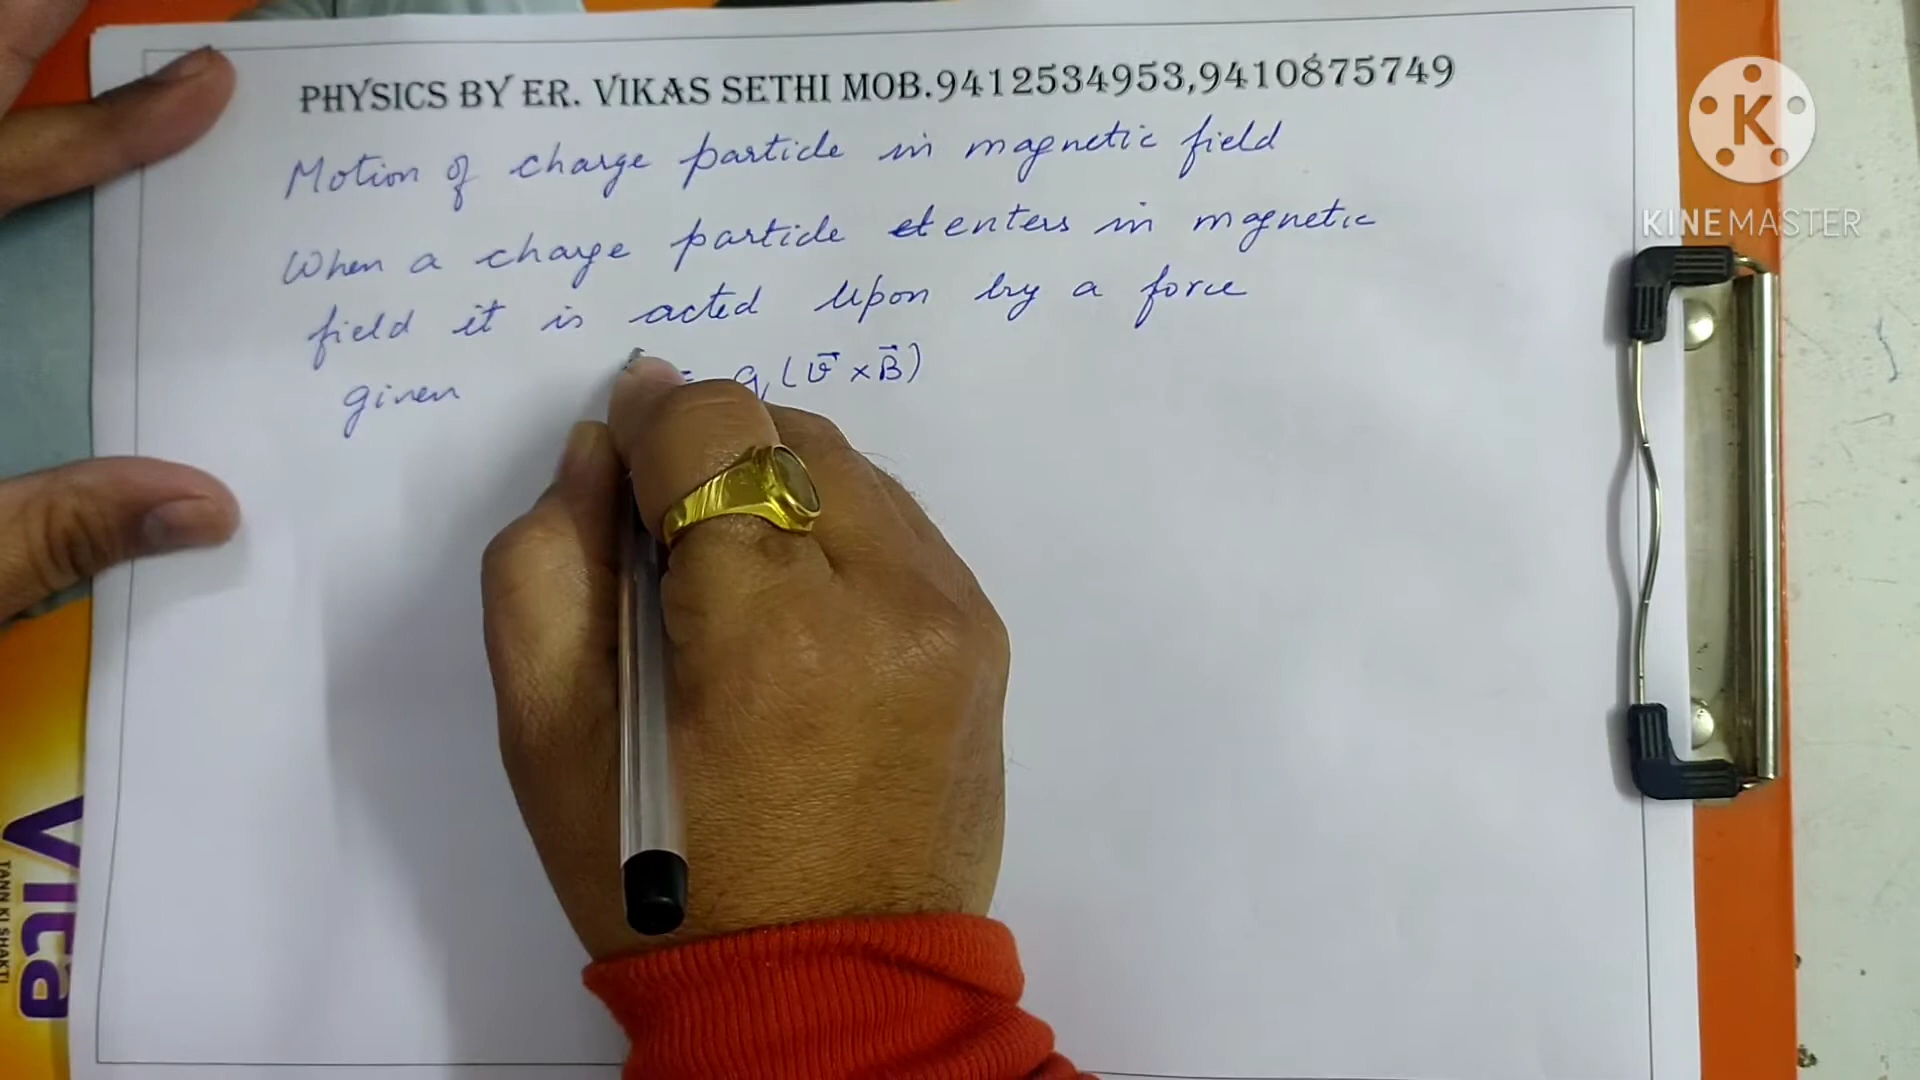 PHYSICS BY ER. VIKAS SETHI MOB.9412534953,9410875749
Motion of charge particle in magnetic field
When a charge particle et enters in magnetic
field it is acted upon by a force
given = q(v⃗ × B⃗)
K
KINEMASTER
Vita
TANN KI SHAKTI